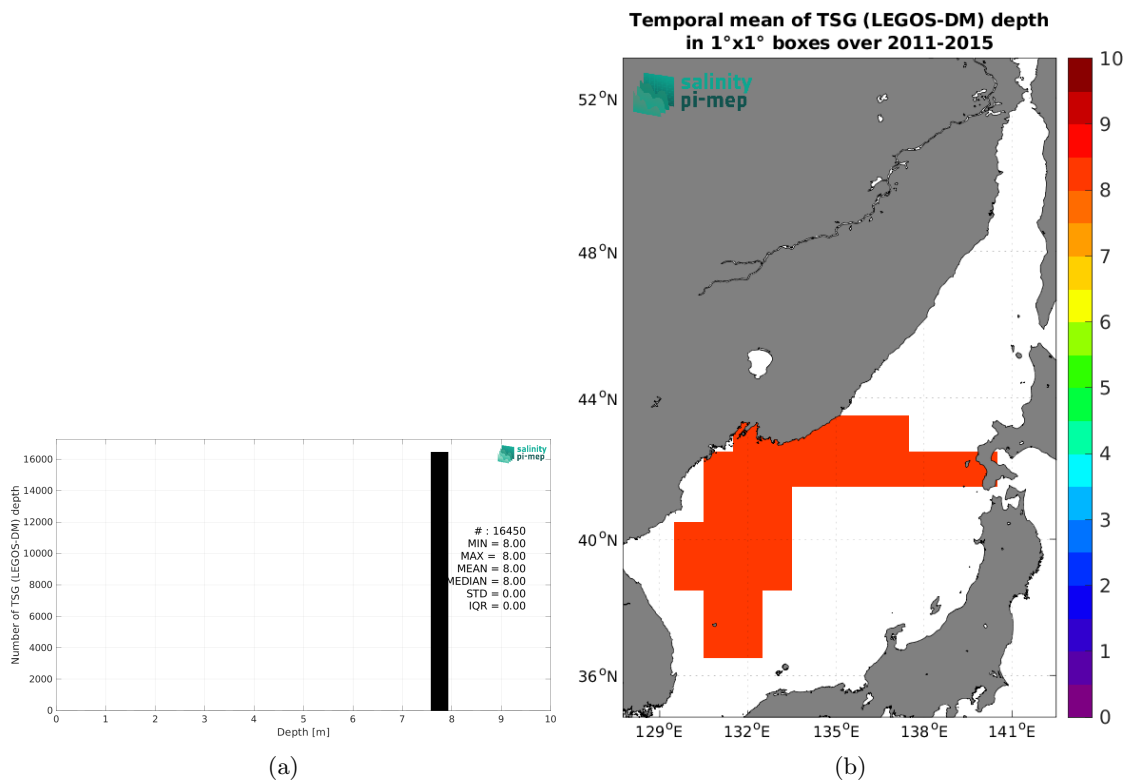 Temporal mean of TSG (LEGOS-DM) depth
in 1°x1° boxes over 2011-2015
salinity
pi-mep
52°N
48°N
44°N
40°N
36°N
129°E
132°E
135°E
138°E
141°E
10
9
8
7
6
5
4
3
2
1
0
(b)
Number of TSG (LEGOS-DM) depth
16000
14000
12000
10000
8000
6000
4000
2000
0
salinity
pi-mep
# : 16450
MIN = 8.00
MAX = 8.00
MEAN = 8.00
MEDIAN = 8.00
STD = 0.00
IQR = 0.00
0 1 2 3 4 5 6 7 8 9 10
Depth [m]
(a)